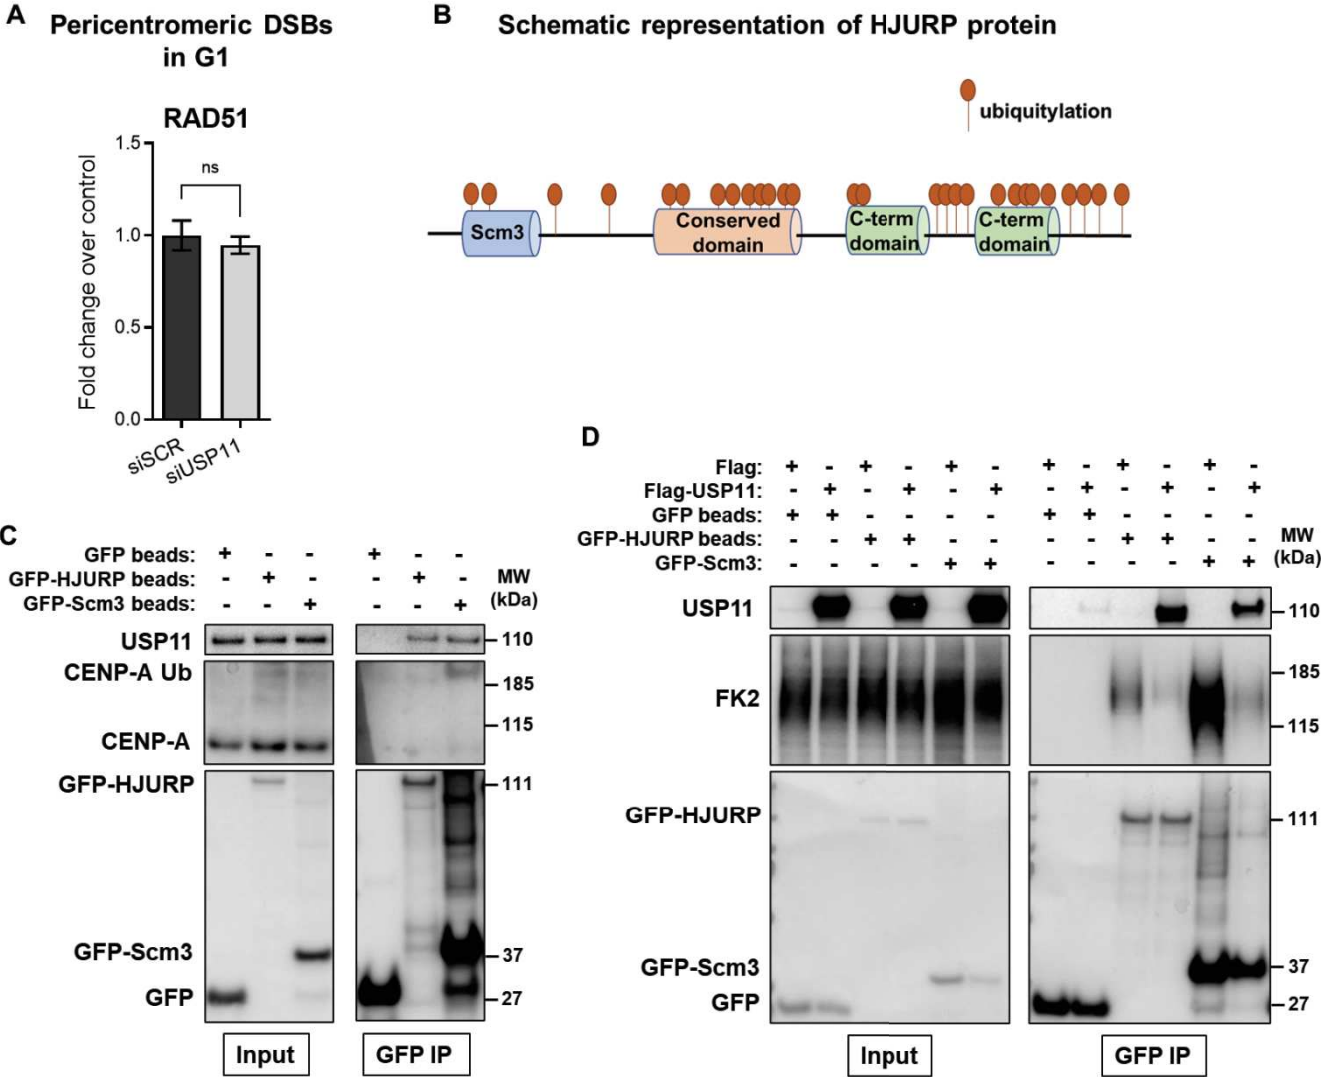 A
Pericentromeric DSBs
in G1
RAD51
ns
Fold change over control
1.5
1.0
0.5
0.0
siSCR
siUSP11
B
Schematic representation of HJURP protein
ubiquitylation
Scm3
Conserved
domain
C-term
domain
C-term
domain
C
GFP beads: + - - + - -
GFP-HJURP beads: - + - - + -
GFP-Scm3 beads: - - + - - +
MW
(kDa)
USP11
110
CENP-A Ub
185
115
CENP-A
GFP-HJURP
111
GFP-Scm3
37
GFP
27
Input
GFP IP
D
Flag: + - + - + - + - + - + -
Flag-USP11: - + - + - + - + - + - +
GFP beads: + + - - - - + + - - - -
GFP-HJURP beads: - - + + - - - - + + - -
GFP-Scm3: - - - - + + - - - - + +
MW
(kDa)
USP11
110
FK2
185
115
GFP-HJURP
111
GFP-Scm3
37
GFP
27
Input
GFP IP